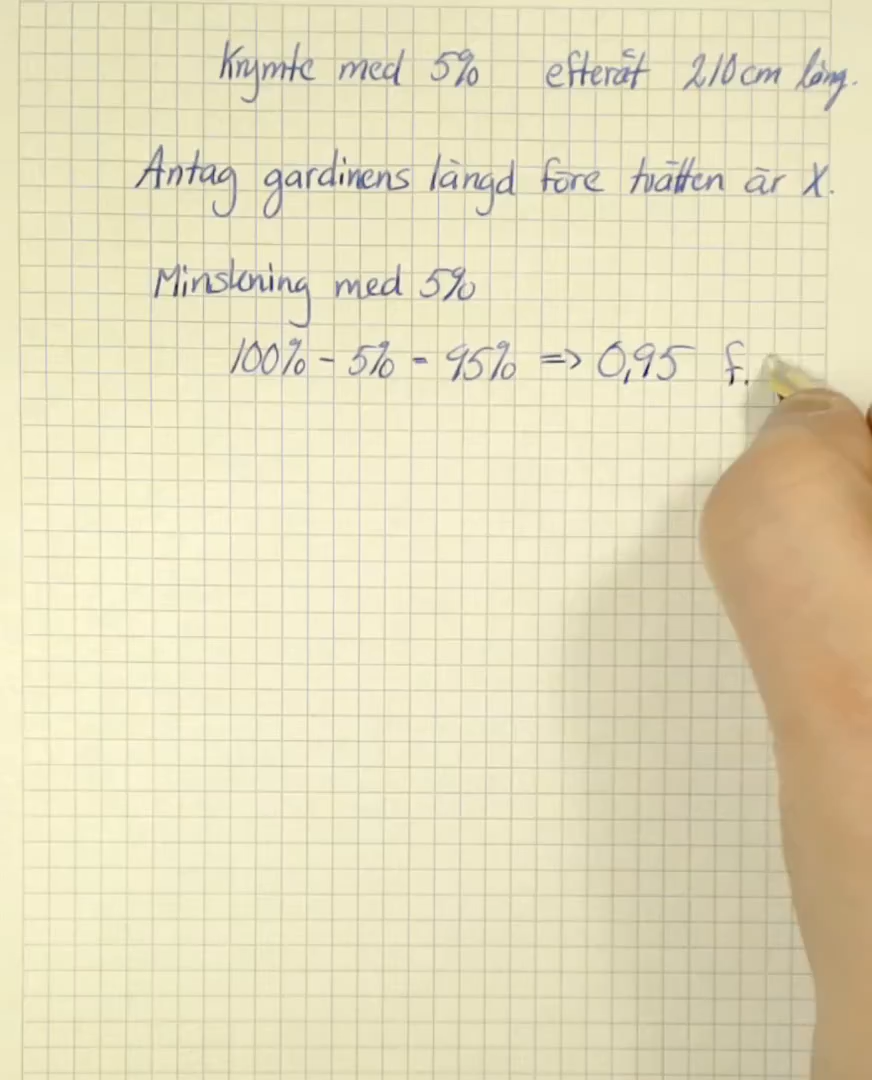 Krymte med 5% efteråt 210cm lång.
Antag gardinens längd före tvätten är X.
Minskning med 5%
100% - 5% = 95% => 0,95 f.